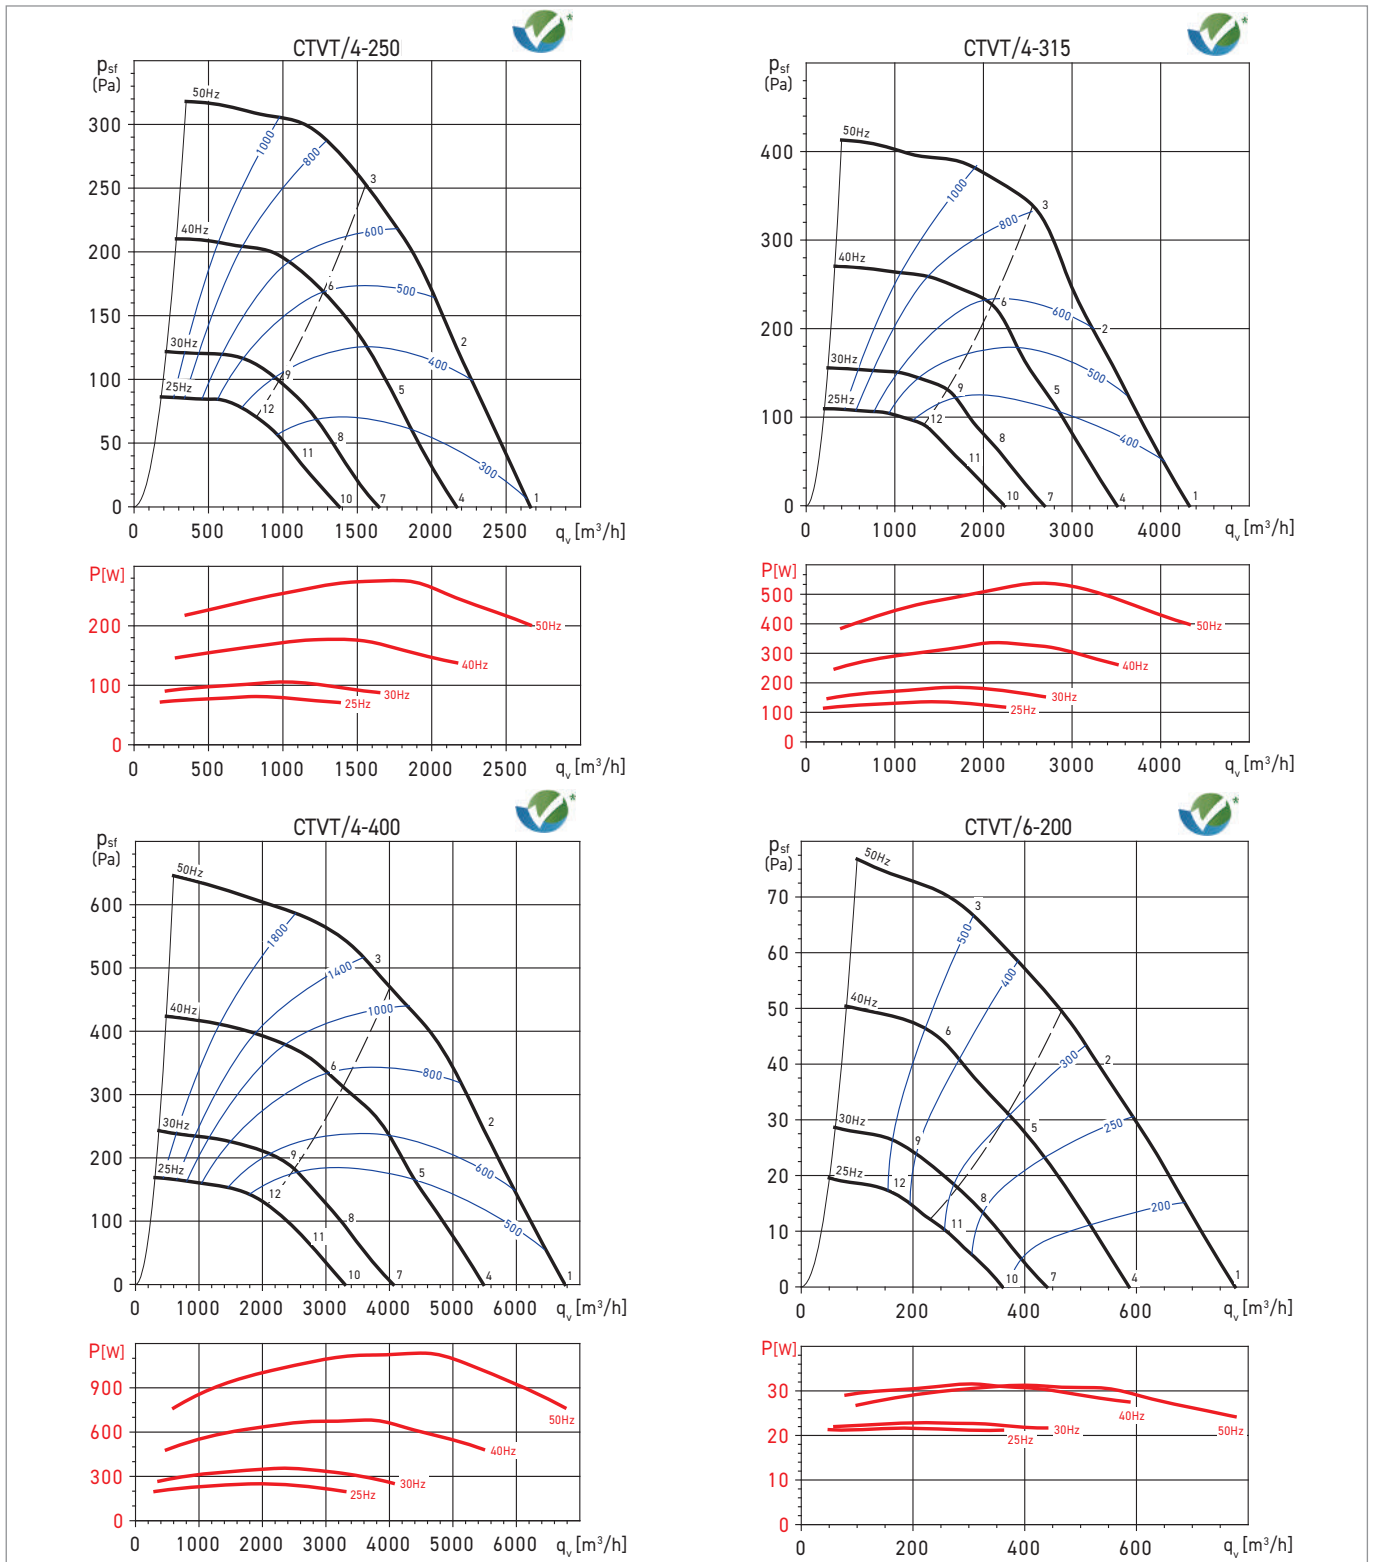 CTVT/4-250
psf
(Pa)
300
250
200
150
100
50
0
50Hz
40Hz
30Hz
25Hz
1000
800
600
500
400
300
3
6
9
12
2
5
8
11
10
7
4
1
0
500
1000
1500
2000
2500
qv [m³/h]
P[W]
200
100
0
50Hz
40Hz
30Hz
25Hz
0
500
1000
1500
2000
2500
qv [m³/h]
CTVT/4-315
psf
(Pa)
400
300
200
100
0
50Hz
40Hz
30Hz
25Hz
1000
800
600
500
400
3
6
9
12
2
5
8
11
10
7
4
1
0
1000
2000
3000
4000
qv [m³/h]
P[W]
500
400
300
200
100
0
50Hz
40Hz
30Hz
25Hz
0
1000
2000
3000
4000
qv [m³/h]
*
*
CTVT/4-400
psf
(Pa)
600
500
400
300
200
100
0
50Hz
40Hz
30Hz
25Hz
1800
1400
1000
800
600
500
3
6
9
12
2
5
8
11
10
7
4
1
0
1000
2000
3000
4000
5000
6000
qv [m³/h]
P[W]
900
600
300
0
50Hz
40Hz
30Hz
25Hz
0
1000
2000
3000
4000
5000
6000
qv [m³/h]
*
CTVT/6-200
psf
(Pa)
70
60
50
40
30
20
10
0
50Hz
40Hz
30Hz
25Hz
500
400
300
250
200
3
6
9
12
2
5
8
11
10
7
4
1
0
200
400
600
qv [m³/h]
P[W]
30
20
10
0
40Hz
50Hz
30Hz
25Hz
0
200
400
600
qv [m³/h]
*